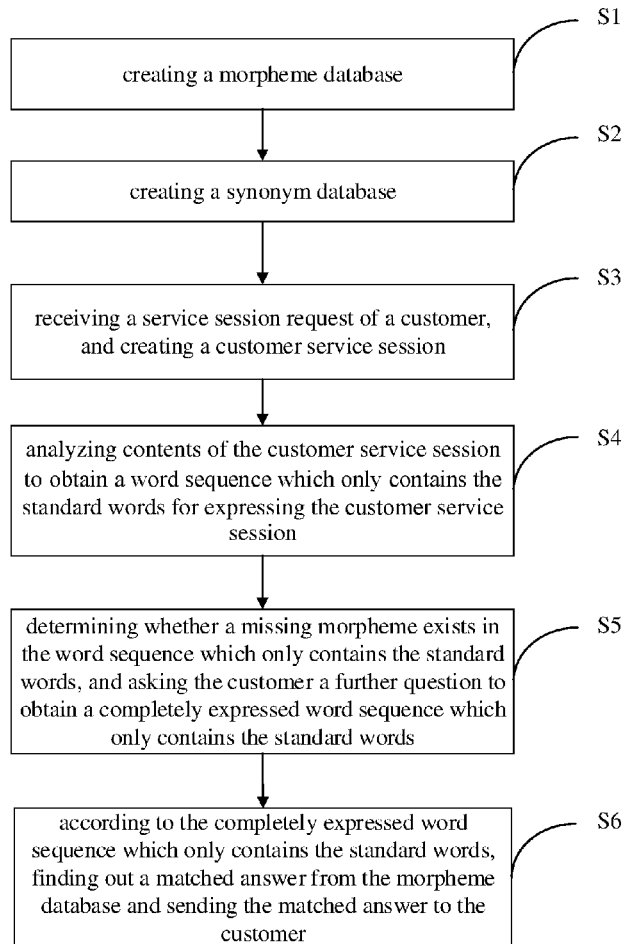 S1
creating a morpheme database
S2
creating a synonym database
S3
receiving a service session request of a customer,
and creating a customer service session
S4
analyzing contents of the customer service session
to obtain a word sequence which only contains the
standard words for expressing the customer service
session
S5
determining whether a missing morpheme exists in
the word sequence which only contains the standard
words, and asking the customer a further question to
obtain a completely expressed word sequence which
only contains the standard words
S6
according to the completely expressed word
sequence which only contains the standard words,
finding out a matched answer from the morpheme
database and sending the matched answer to the
customer